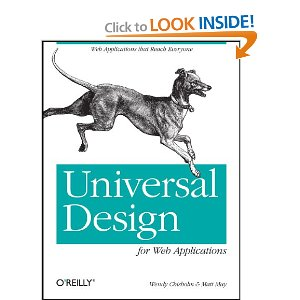 Click to LOOK INSIDE!
Web Applications that Reach Everyone
Universal
Design
for Web Applications
O'REILLY®
Wendy Chisholm & Matt May